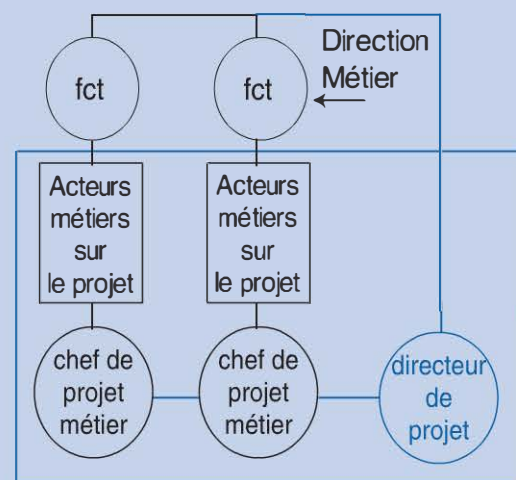 Direction
Métier
fct
fct
Acteurs
métiers
sur
le projet
Acteurs
métiers
sur
le projet
chef de
projet
métier
chef de
projet
métier
directeur
de
projet